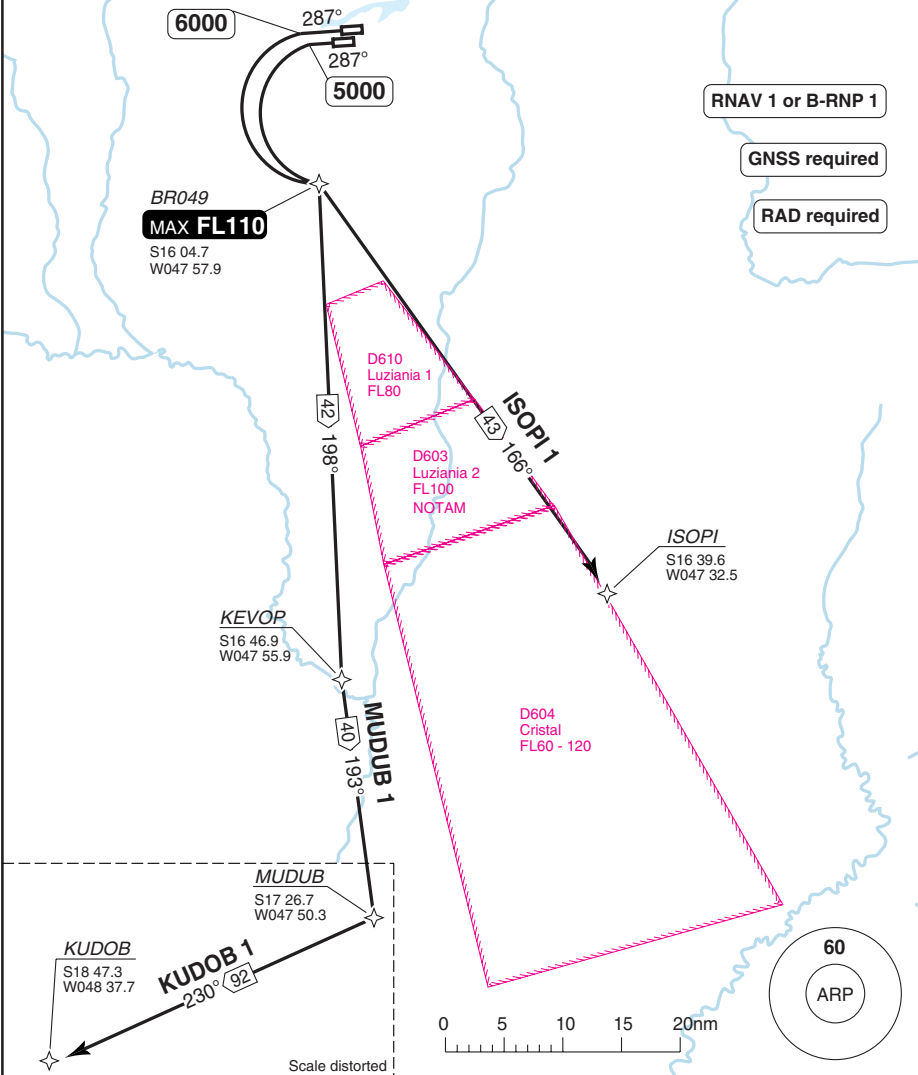 6000
287°
287°
5000
RNAV 1 or B-RNP 1
GNSS required
RAD required
BR049
MAX FL110
S16 04.7
W047 57.9
D610
Luziania 1
FL80
42
198°
ISOPI 1
43
166°
D603
Luziania 2
FL100
NOTAM
ISOPI
S16 39.6
W047 32.5
KEVOP
S16 46.9
W047 55.9
MUDUB 1
40
193°
D604
Cristal
FL60 - 120
MUDUB
S17 26.7
W047 50.3
KUDOB
S18 47.3
W048 37.7
KUDOB 1
230°
92
Scale distorted
0 5 10 15 20nm
60
ARP